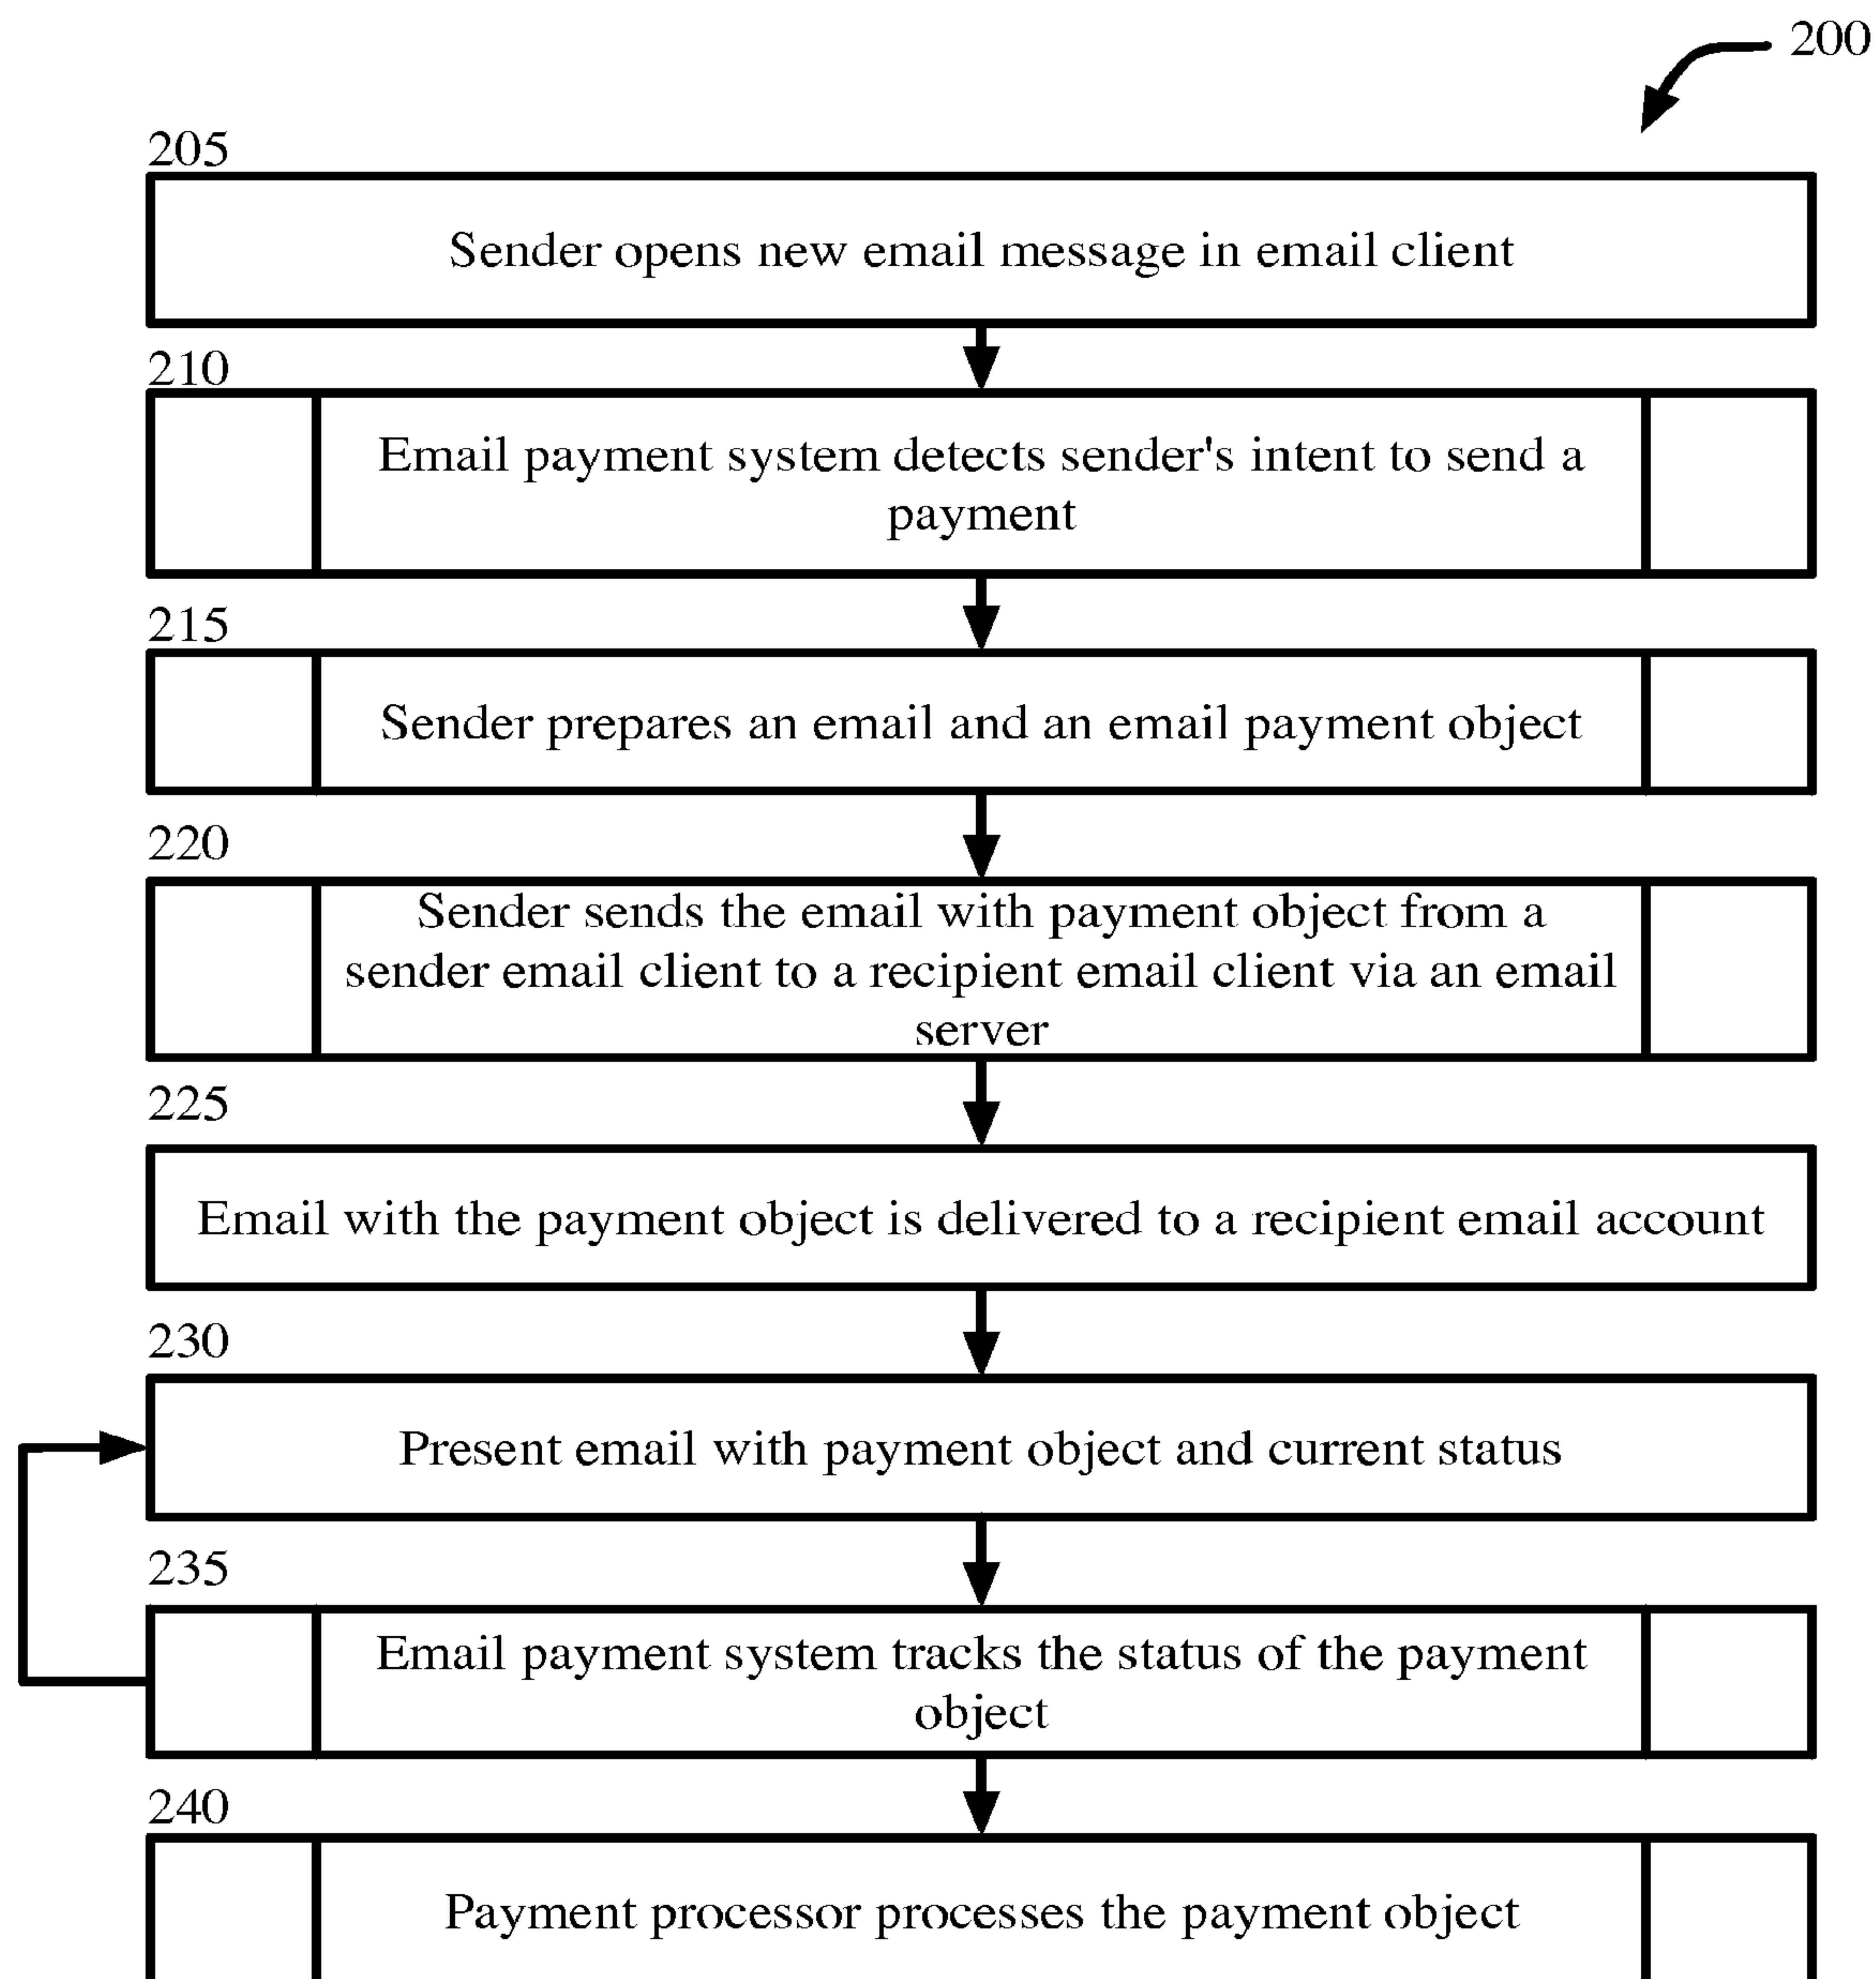 200
205
Sender opens new email message in email client
210
Email payment system detects sender's intent to send a
payment
215
Sender prepares an email and an email payment object
220
Sender sends the email with payment object from a
sender email client to a recipient email client via an email
server
225
Email with the payment object is delivered to a recipient email account
230
Present email with payment object and current status
235
Email payment system tracks the status of the payment
object
240
Payment processor processes the payment object